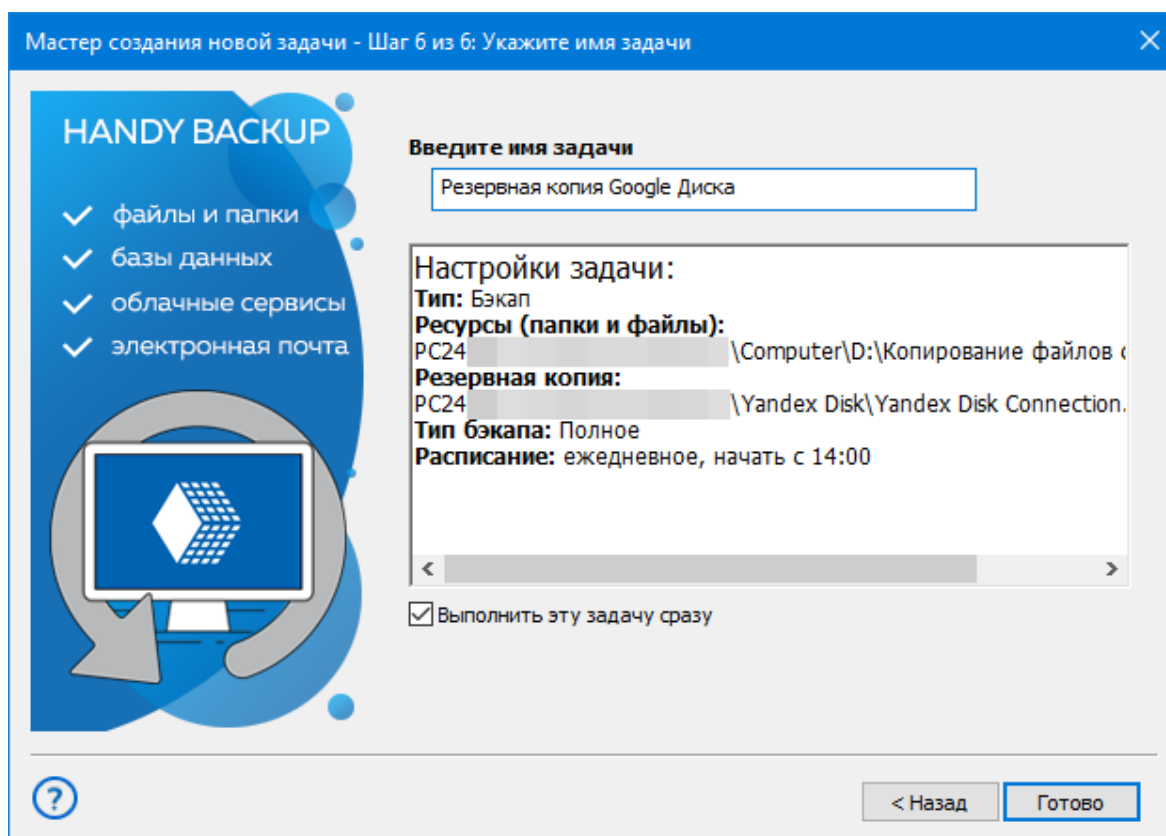 Мастер создания новой задачи - Шаг 6 из 6: Укажите имя задачи
HANDY BACKUP
файлы и папки
базы данных
облачные сервисы
электронная почта
Введите имя задачи
Резервная копия Google Диска
Настройки задачи:
Тип: Бэкап
Ресурсы (папки и файлы):
PC24 \Computer\D:\Копирование файлов
Резервная копия:
PC24 \Yandex Disk\Yandex Disk Connection.
Тип бэкапа: Полное
Расписание: ежедневное, начать с 14:00
Выполнить эту задачу сразу
?
< Назад
Готово